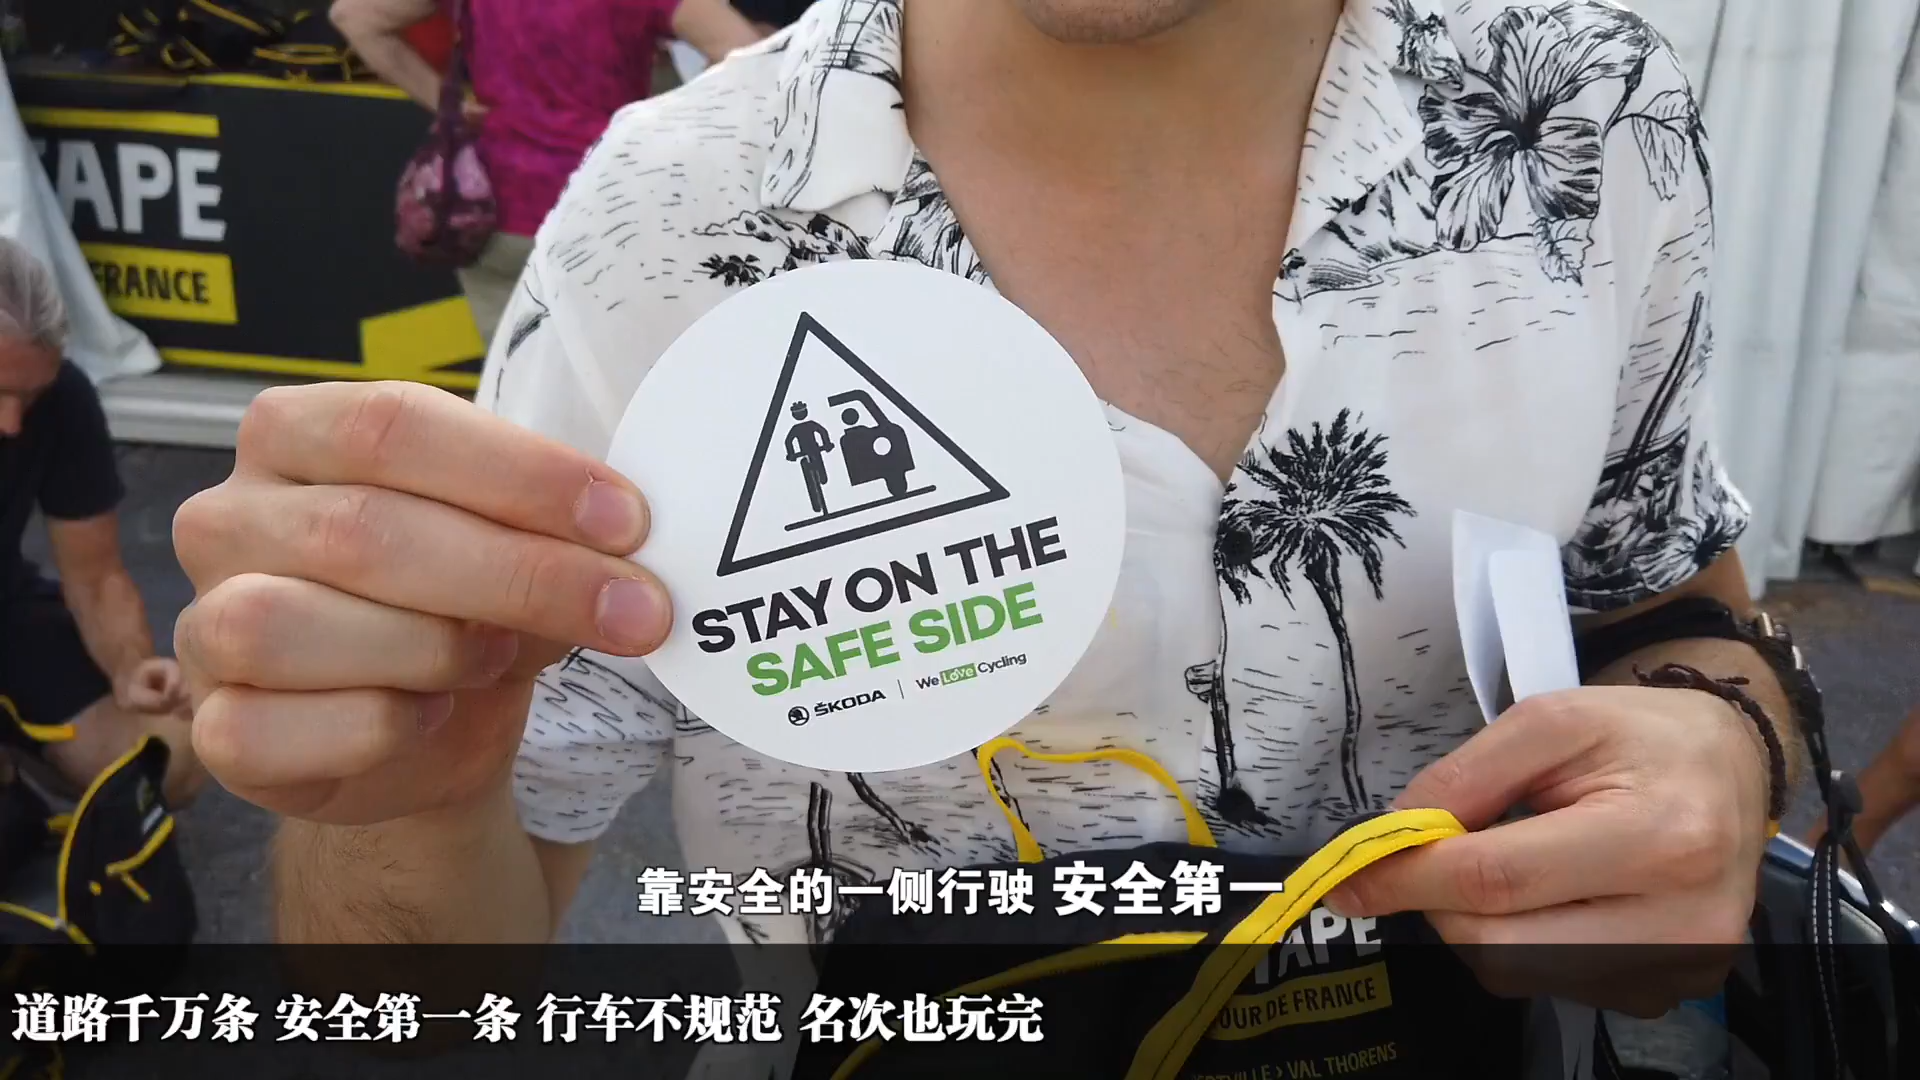 TAPE
FRANCE
STAY ON THE
SAFE SIDE
ŠKODA | We Love Cycling
靠安全的一侧行驶 安全第一
TAPE
TOUR DE FRANCE
VAL THORENS
道路千万条 安全第一条 行车不规范 名次也玩完